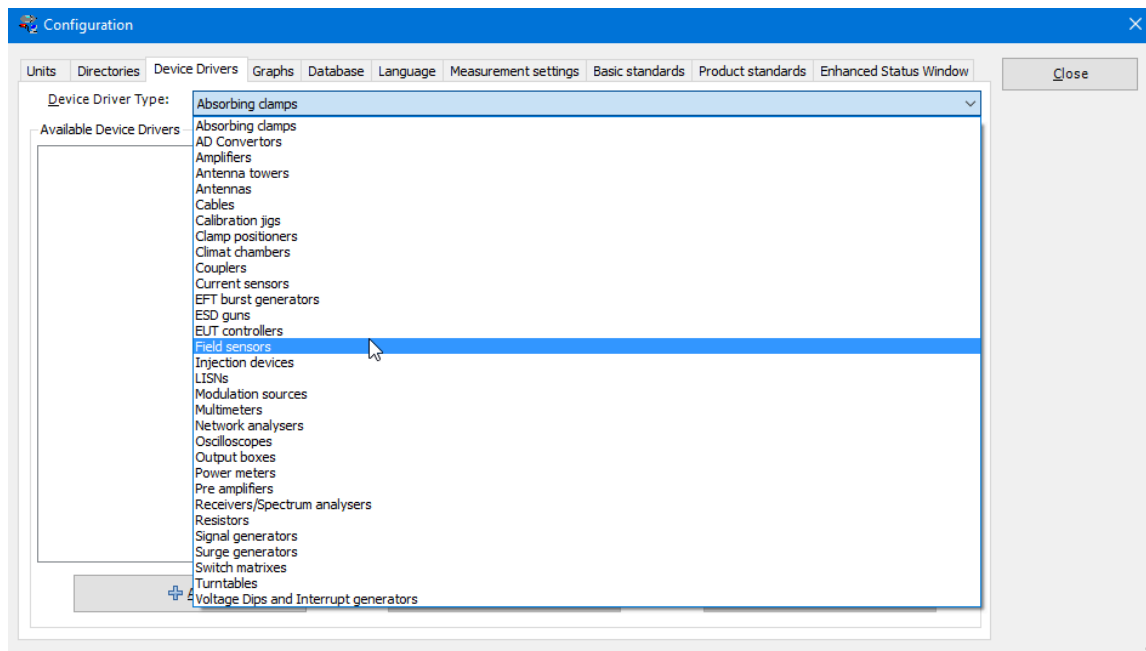 Configuration
Units Directories Device Drivers Graphs Database Language Measurement settings Basic standards Product standards Enhanced Status Window
Close
Device Driver Type: Absorbing clamps
Available Device Drivers
Absorbing clamps
AD Convertors
Amplifiers
Antenna towers
Antennas
Cables
Calibration jigs
Clamp positioners
Climat chambers
Couplers
Current sensors
EFT burst generators
ESD guns
EUT controllers
Field sensors
Injection devices
LISNs
Modulation sources
Multimeters
Network analysers
Oscilloscopes
Output boxes
Power meters
Pre amplifiers
Receivers/Spectrum analysers
Resistors
Signal generators
Surge generators
Switch matrixes
Turntables
Voltage Dips and Interrupt generators